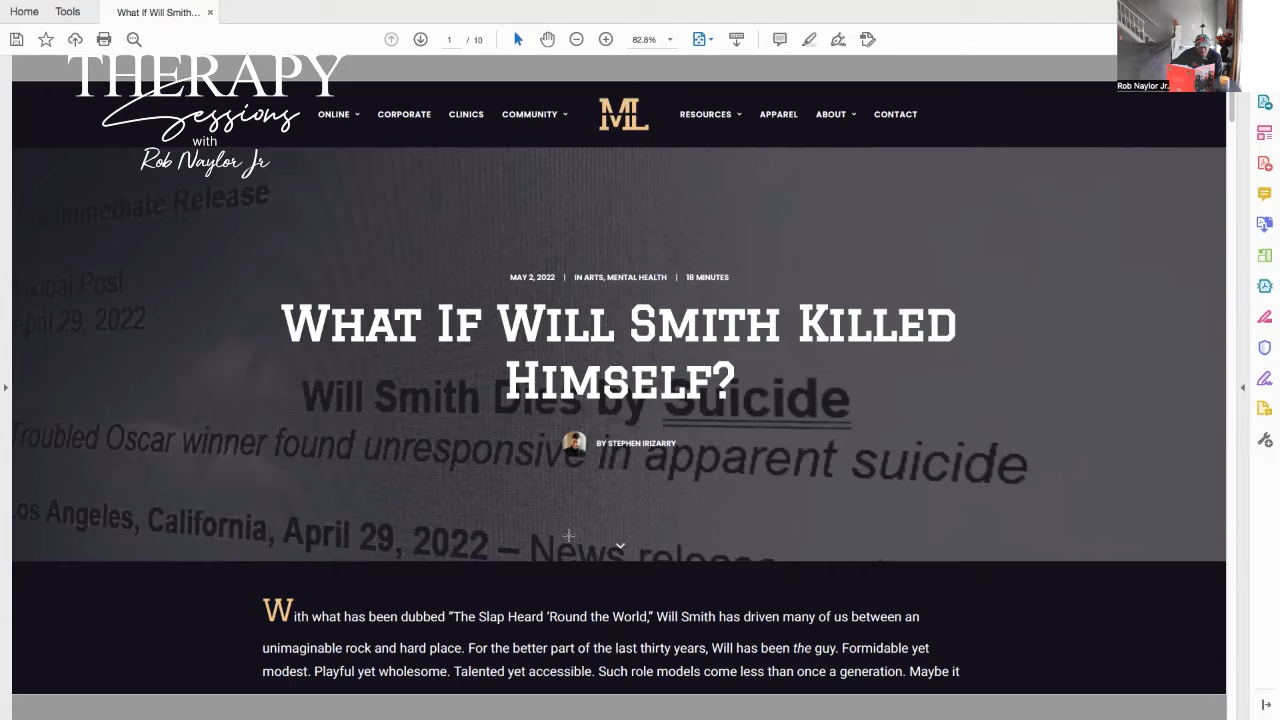 Home Tools What If Will Smith... ×
1 / 10 82.8%
Rob Naylor Jr.
THERAPY
Sessions
with
Rob Naylor Jr
ONLINE CORPORATE CLINICS COMMUNITY ML RESOURCES APPAREL ABOUT CONTACT
Immediate Release
Global Post
April 29, 2022
MAY 2, 2022 | IN ARTS, MENTAL HEALTH | 18 MINUTES
WHAT IF WILL SMITH KILLED
HIMSELF?
Will Smith Dies by Suicide
Troubled Oscar winner found unresponsive in apparent suicide
BY STEPHEN IRIZARRY
Los Angeles, California, April 29, 2022 – News release
With what has been dubbed “The Slap Heard ‘Round the World,” Will Smith has driven many of us between an
unimaginable rock and hard place. For the better part of the last thirty years, Will has been the guy. Formidable yet
modest. Playful yet wholesome. Talented yet accessible. Such role models come less than once a generation. Maybe it